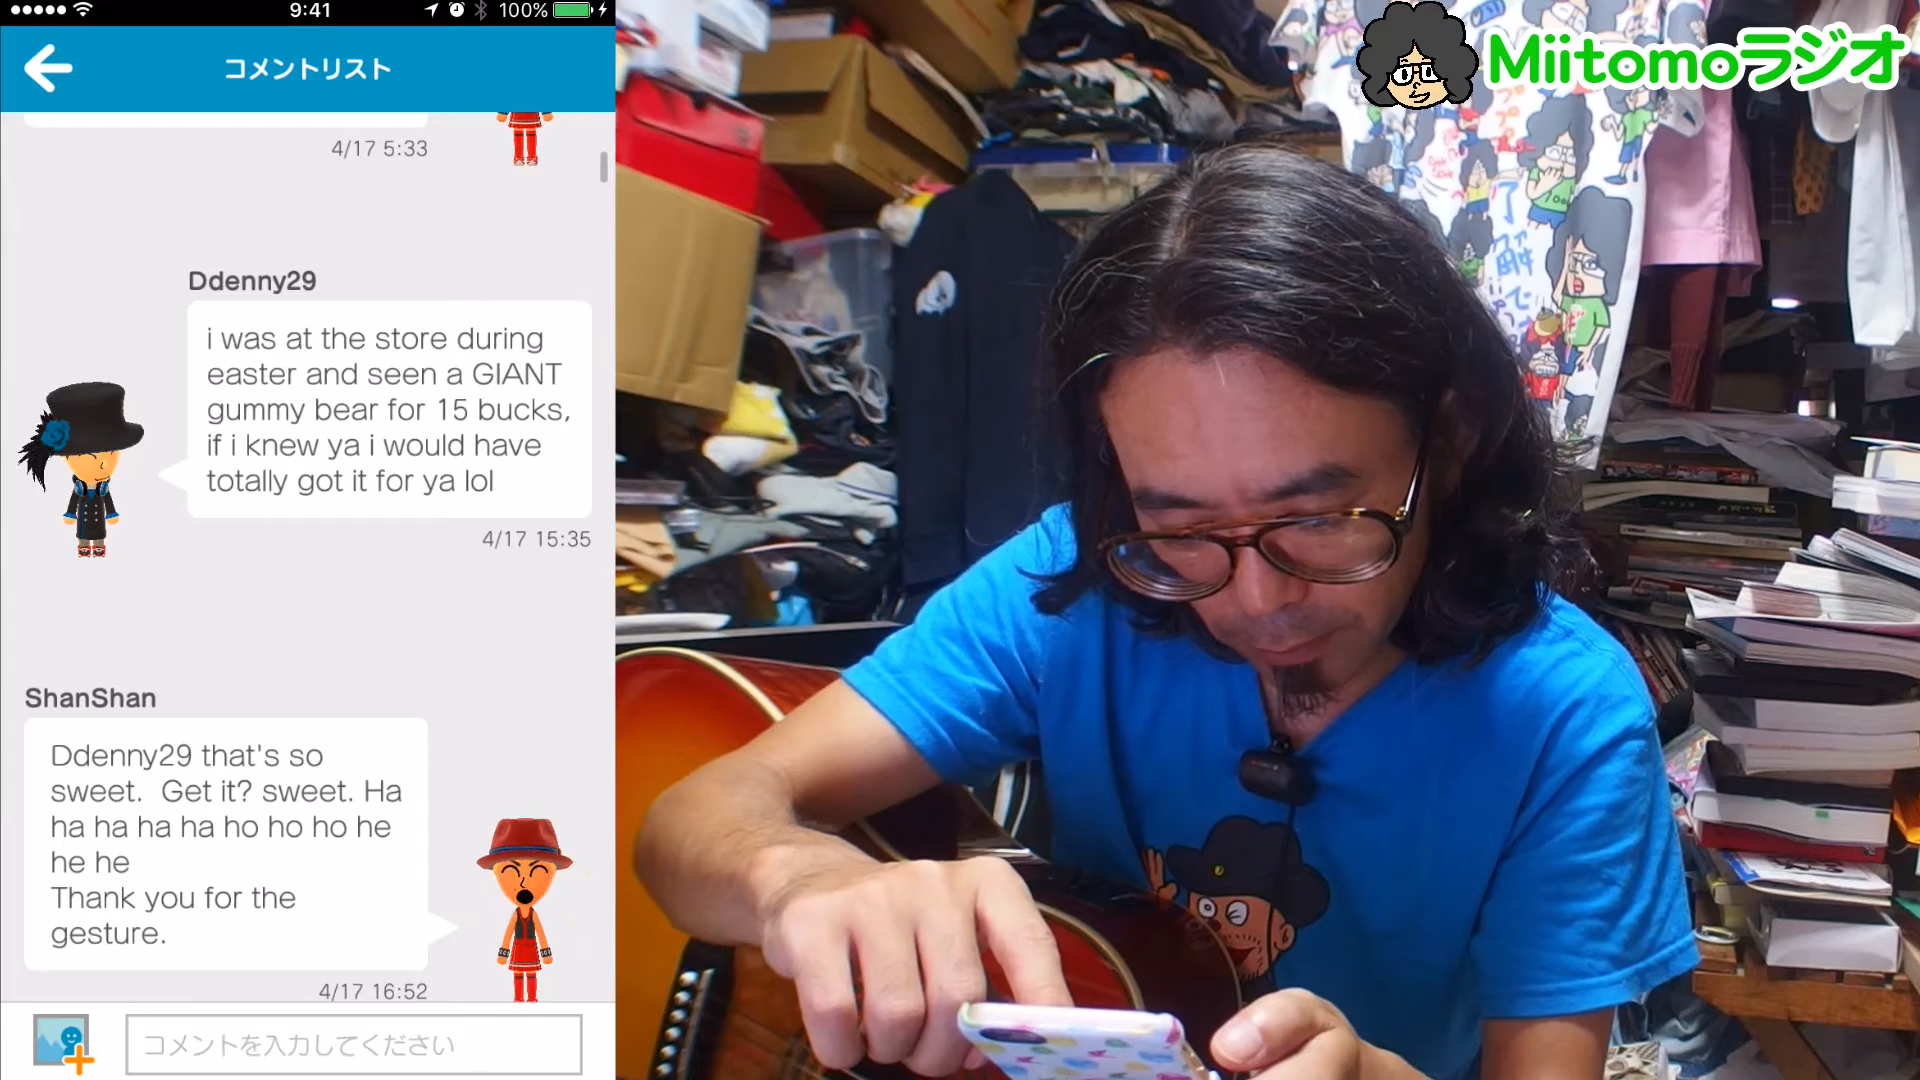 9:41
100%
コメントリスト
4/17 5:33
Ddenny29
i was at the store during
easter and seen a GIANT
gummy bear for 15 bucks,
if i knew ya i would have
totally got it for ya lol
4/17 15:35
ShanShan
Ddenny29 that's so
sweet.  Get it? sweet. Ha
ha ha ha ha ho ho ho he
he he
Thank you for the
gesture.
4/17 16:52
コメントを入力してください
Miitomoラジオ
了解で